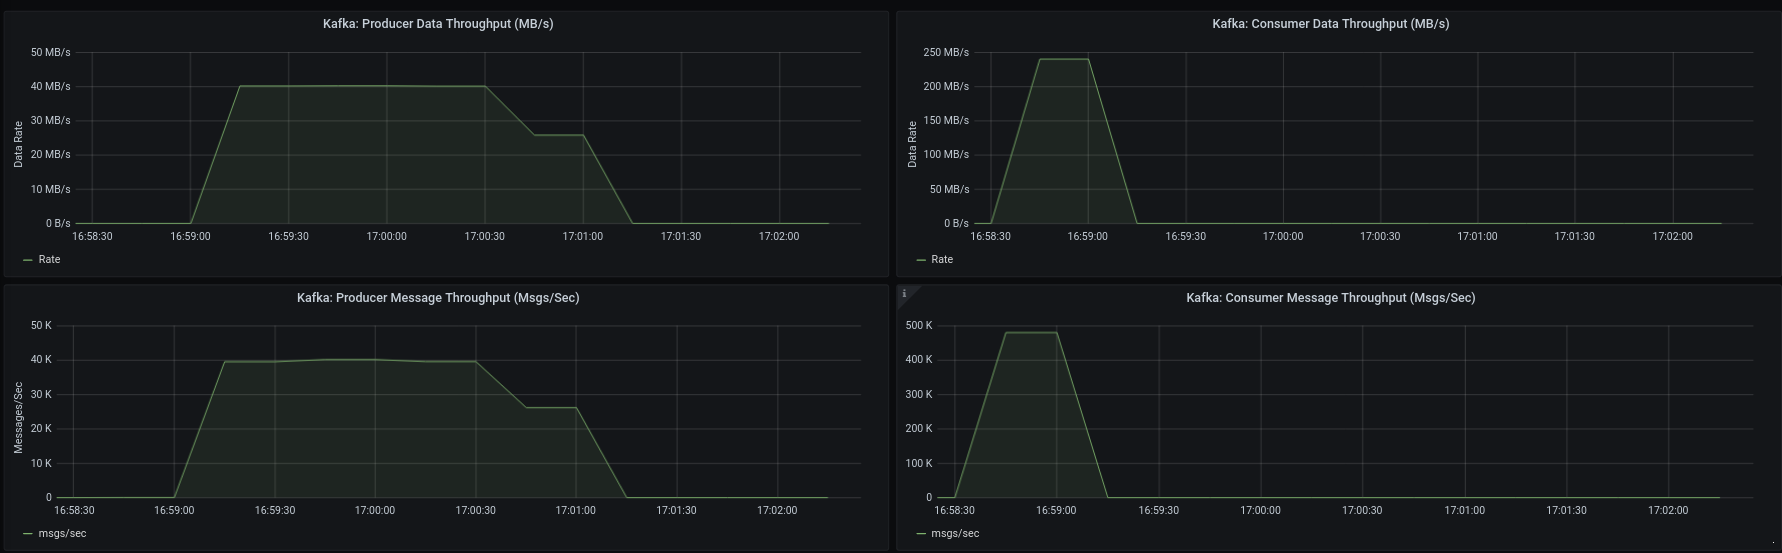 Kafka: Producer Data Throughput (MB/s)
50 MB/s
40 MB/s
30 MB/s
20 MB/s
10 MB/s
0 B/s
Data Rate
16:58:30 16:59:00 16:59:30 17:00:00 17:00:30 17:01:00 17:01:30 17:02:00
Rate
Kafka: Consumer Data Throughput (MB/s)
250 MB/s
200 MB/s
150 MB/s
100 MB/s
50 MB/s
0 B/s
Data Rate
16:58:30 16:59:00 16:59:30 17:00:00 17:00:30 17:01:00 17:01:30 17:02:00
Rate
Kafka: Producer Message Throughput (Msgs/Sec)
50 K
40 K
30 K
20 K
10 K
0
Messages/Sec
16:58:30 16:59:00 16:59:30 17:00:00 17:00:30 17:01:00 17:01:30 17:02:00
msgs/sec
i
Kafka: Consumer Message Throughput (Msgs/Sec)
500 K
400 K
300 K
200 K
100 K
0
16:58:30 16:59:00 16:59:30 17:00:00 17:00:30 17:01:00 17:01:30 17:02:00
msgs/sec